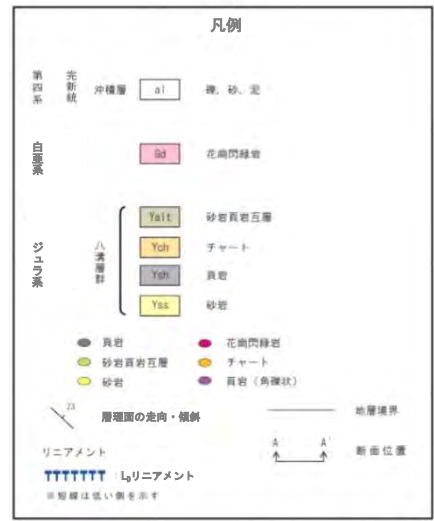 凡例
第四系 完新統 沖積層 al 礫、砂、泥
白亜系 Gd 花崗閃緑岩
ジュラ系 八溝層群
Yalt 砂岩頁岩互層
Ych チャート
Ysh 頁岩
Yss 砂岩
頁岩 花崗閃緑岩
砂岩頁岩互層 チャート
砂岩 頁岩（角礫状）
23 層理面の走向・傾斜 地層境界
A A' 断面位置
リニアメント
:LDリニアメント
※短線は低い側を示す